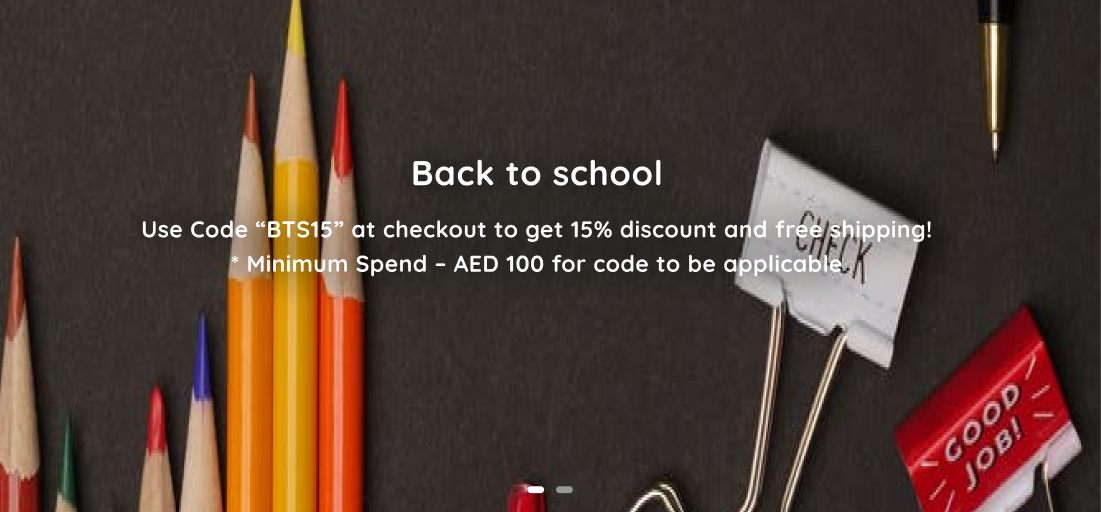 Back to school
Use Code “BTS15” at checkout to get 15% discount and free shipping!
* Minimum Spend – AED 100 for code to be applicable.
CHECK
GOOD
JOB!